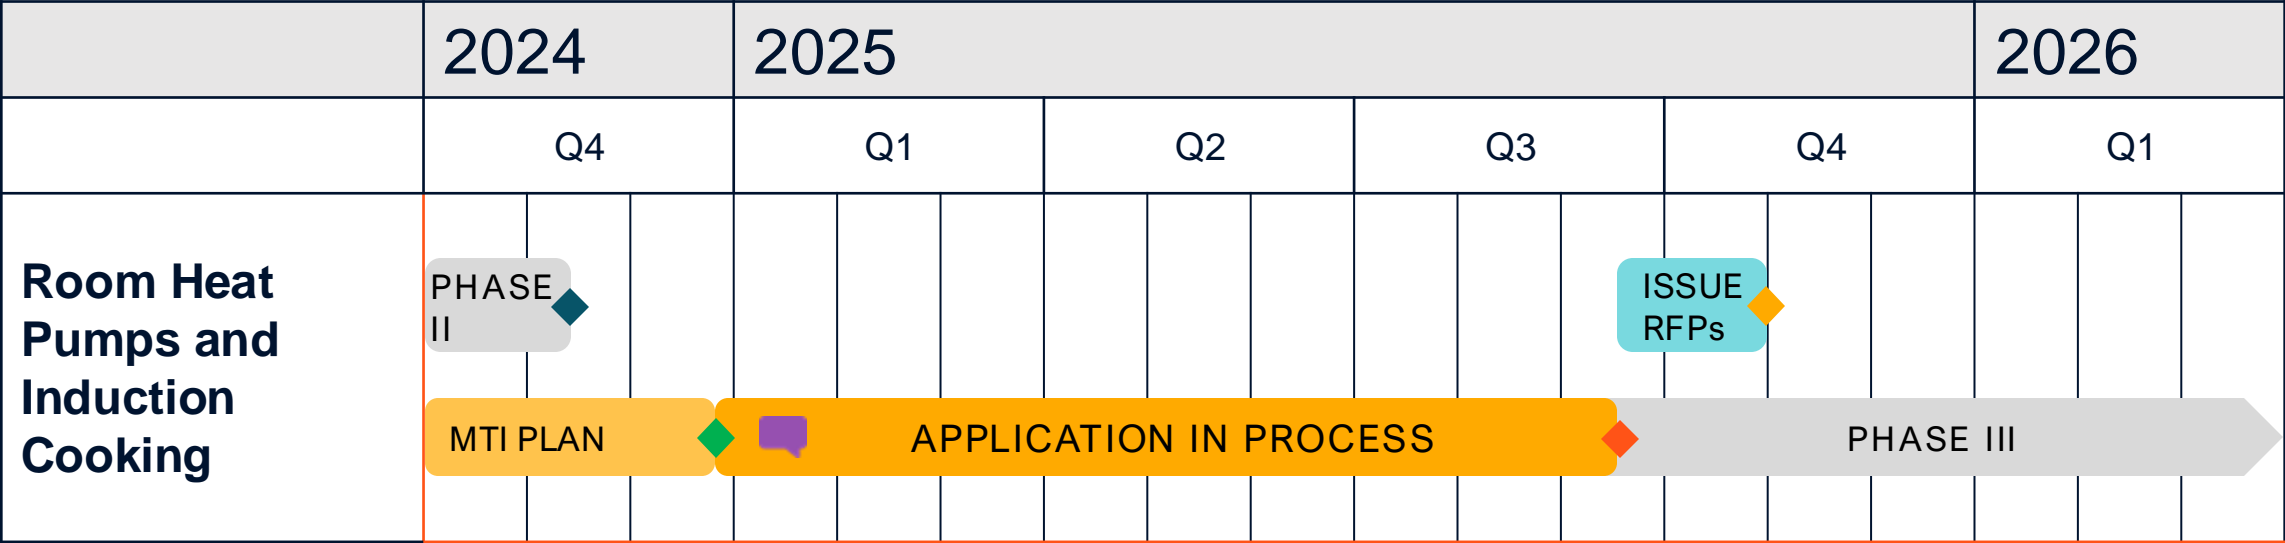 2024 2025 2026
Q4 Q1 Q2 Q3 Q4 Q1
Room Heat
Pumps and
Induction
Cooking
PHASE
II
ISSUE
RFPs
MTI PLAN
APPLICATION IN PROCESS
PHASE III